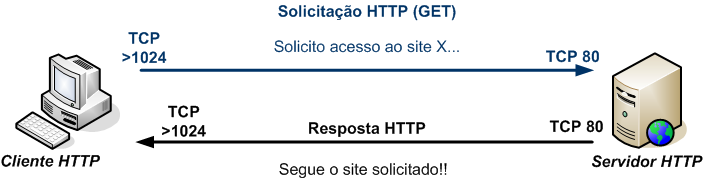 Solicitação HTTP (GET)
TCP
>1024
Solicito acesso ao site X...
TCP 80
TCP
>1024
Resposta HTTP
TCP 80
Cliente HTTP
Segue o site solicitado!!
Servidor HTTP